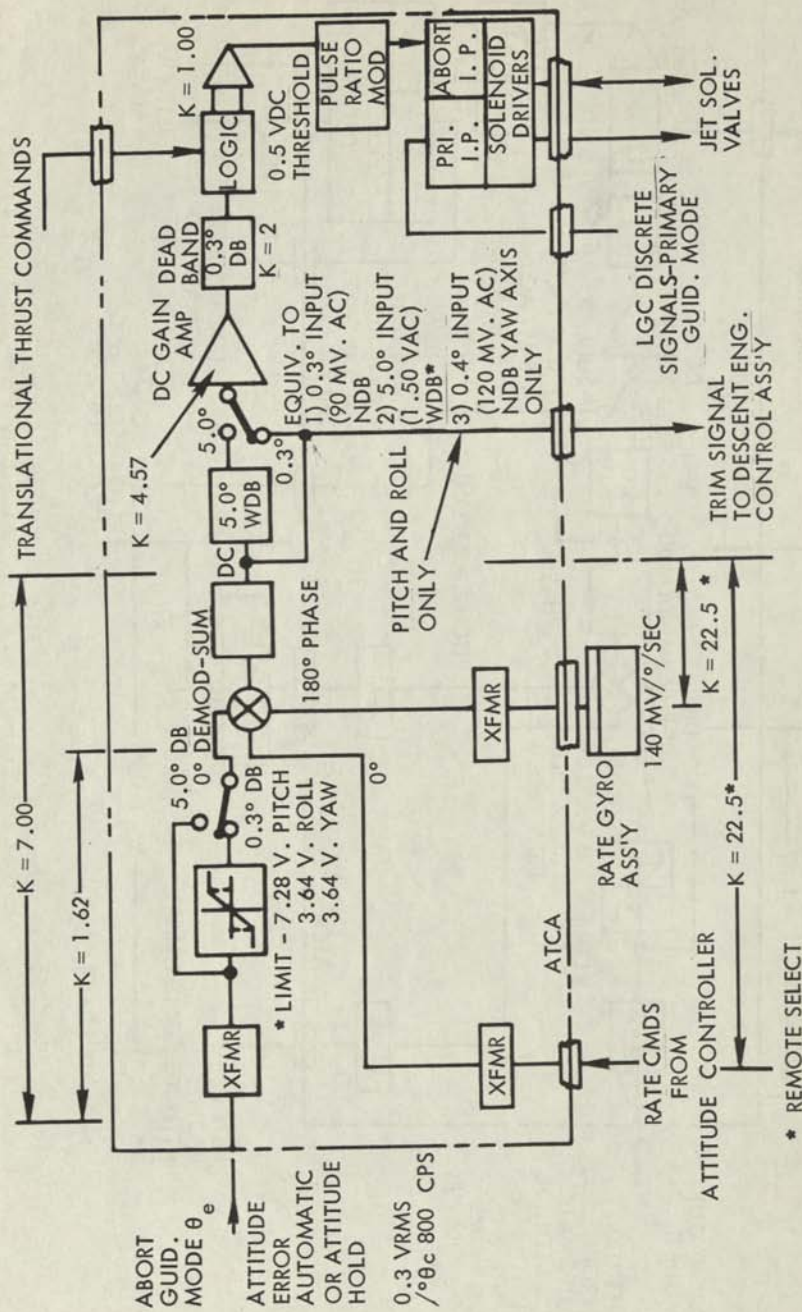 TRANSLATIONAL THRUST COMMANDS
K = 7.00
K = 1.62
K = 4.57
K = 1.00
ABORT
GUID.
MODE θe
ATTITUDE
ERROR
AUTOMATIC
OR ATTITUDE
HOLD
0.3 VRMS
/°θc 800 CPS
XFMR
* LIMIT - 7.28 V. PITCH
3.64 V. ROLL
3.64 V. YAW
5.0° DB
0° DEMOD-SUM
0.3° DB
180° PHASE
0°
DC
5.0°
WDB
5.0°
0.3°
DC GAIN
AMP
DEAD
BAND
0.3°
DB
K = 2
LOGIC
0.5 VDC
THRESHOLD
PULSE
RATIO
MOD
PRI.
I.P.
ABORT
I. P.
SOLENOID
DRIVERS
EQUIV. TO
1) 0.3° INPUT
(90 MV. AC)
NDB
2) 5.0° INPUT
(1.50 VAC)
WDB*
3) 0.4° INPUT
(120 MV. AC)
NDB YAW AXIS
ONLY
PITCH AND ROLL
ONLY
XFMR
XFMR
ATCA
RATE GYRO
ASS'Y
140 MV/°/SEC
K = 22.5 *
K = 22.5*
RATE CMDS
FROM
ATTITUDE CONTROLLER
TRIM SIGNAL
TO DESCENT ENG.
CONTROL ASS'Y
LGC DISCRETE
SIGNALS-PRIMARY
GUID. MODE
JET SOL.
VALVES
* REMOTE SELECT